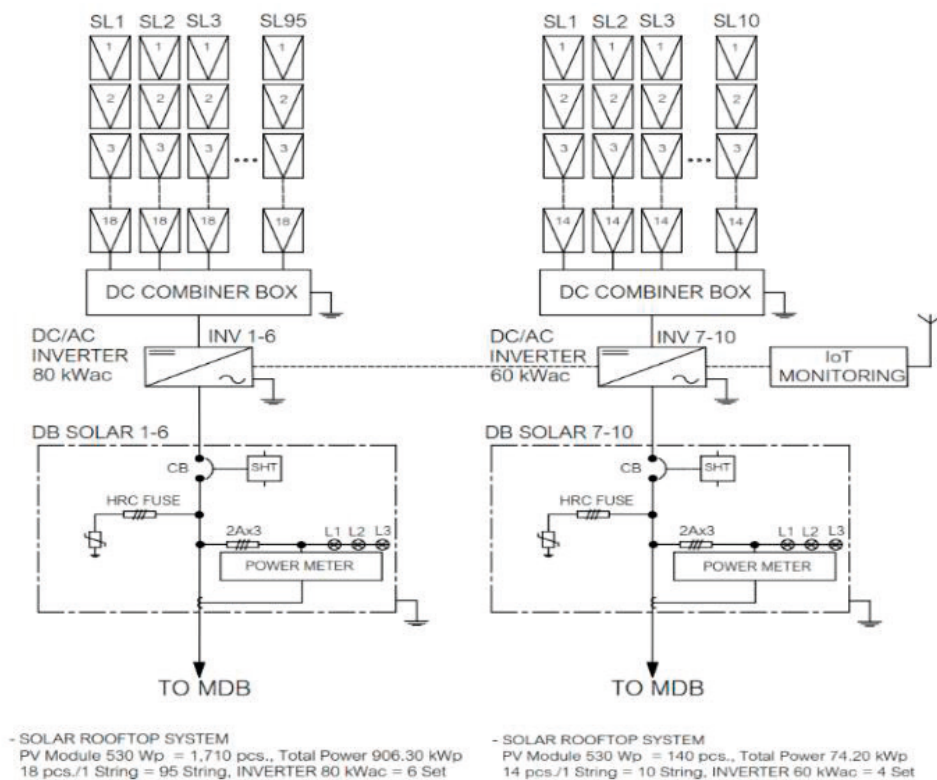 SL1 SL2 SL3 SL95
1 1 1 1
2 2 2 2
3 3 3 3
18 18 18 18
DC COMBINER BOX
DC/AC
INVERTER
80 kWac
INV 1-6
DB SOLAR 1-6
CB
SHT
HRC FUSE
2Ax3
L1 L2 L3
POWER METER
TO MDB
- SOLAR ROOFTOP SYSTEM
PV Module 530 Wp = 1,710 pcs., Total Power 906.30 kWp
18 pcs./1 String = 95 String, INVERTER 80 kWac = 6 Set
SL1 SL2 SL3 SL10
1 1 1 1
2 2 2 2
3 3 3 3
14 14 14 14
DC COMBINER BOX
DC/AC
INVERTER
60 kWac
INV 7-10
IoT
MONITORING
DB SOLAR 7-10
CB
SHT
HRC FUSE
2Ax3
L1 L2 L3
POWER METER
TO MDB
- SOLAR ROOFTOP SYSTEM
PV Module 530 Wp = 140 pcs., Total Power 74.20 kWp
14 pcs./1 String = 10 String, INVERTER 60 kWac = 4 Set